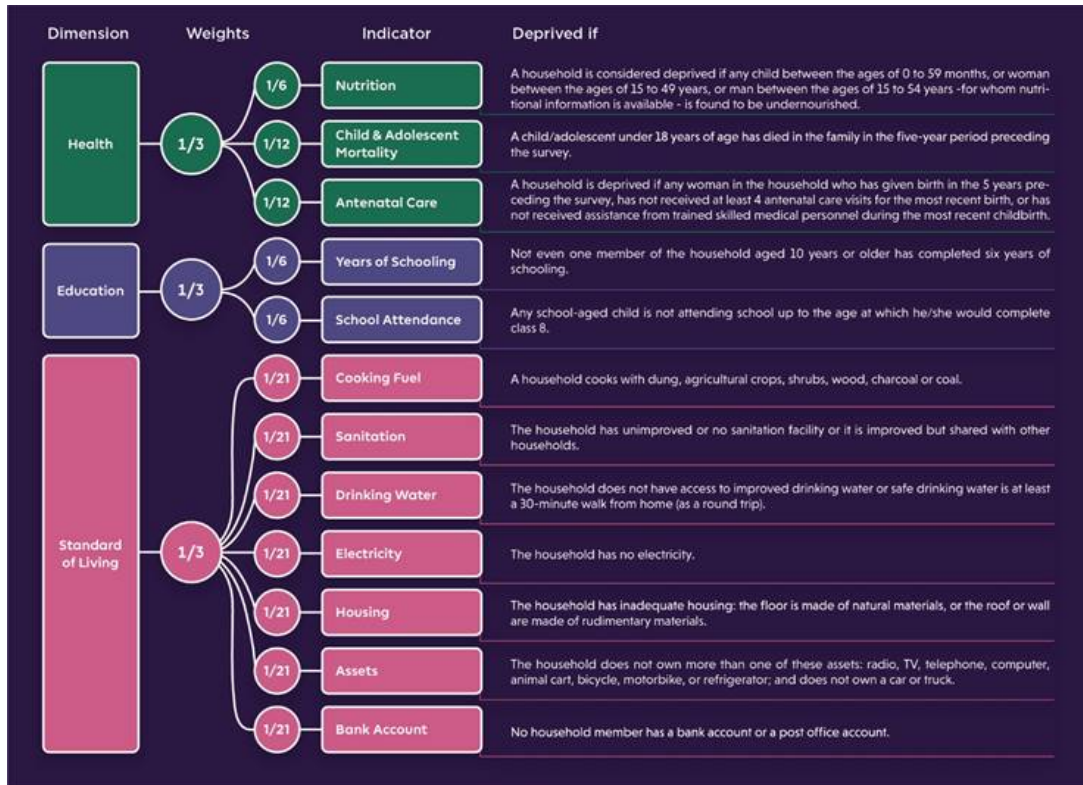 Dimension Weights Indicator Deprived if
Health
1/3
1/6
Nutrition
A household is considered deprived if any child between the ages of 0 to 59 months, or woman
between the ages of 15 to 49 years, or man between the ages of 15 to 54 years -for whom nutri-
tional information is available - is found to be undernourished.
1/12
Child & Adolescent
Mortality
A child/adolescent under 18 years of age has died in the family in the five-year period preceding
the survey.
1/12
Antenatal Care
A household is deprived if any woman in the household who has given birth in the 5 years pre-
ceding the survey, has not received at least 4 antenatal care visits for the most recent birth, or has
not received assistance from trained skilled medical personnel during the most recent childbirth.
Education
1/3
1/6
Years of Schooling
Not even one member of the household aged 10 years or older has completed six years of
schooling.
1/6
School Attendance
Any school-aged child is not attending school up to the age at which he/she would complete
class 8.
Standard
of Living
1/3
1/21
Cooking Fuel
A household cooks with dung, agricultural crops, shrubs, wood, charcoal or coal.
1/21
Sanitation
The household has unimproved or no sanitation facility or it is improved but shared with other
households.
1/21
Drinking Water
The household does not have access to improved drinking water or safe drinking water is at least
a 30-minute walk from home (as a round trip).
1/21
Electricity
The household has no electricity.
1/21
Housing
The household has inadequate housing: the floor is made of natural materials, or the roof or wall
are made of rudimentary materials.
1/21
Assets
The household does not own more than one of these assets: radio, TV, telephone, computer,
animal cart, bicycle, motorbike, or refrigerator; and does not own a car or truck.
1/21
Bank Account
No household member has a bank account or a post office account.